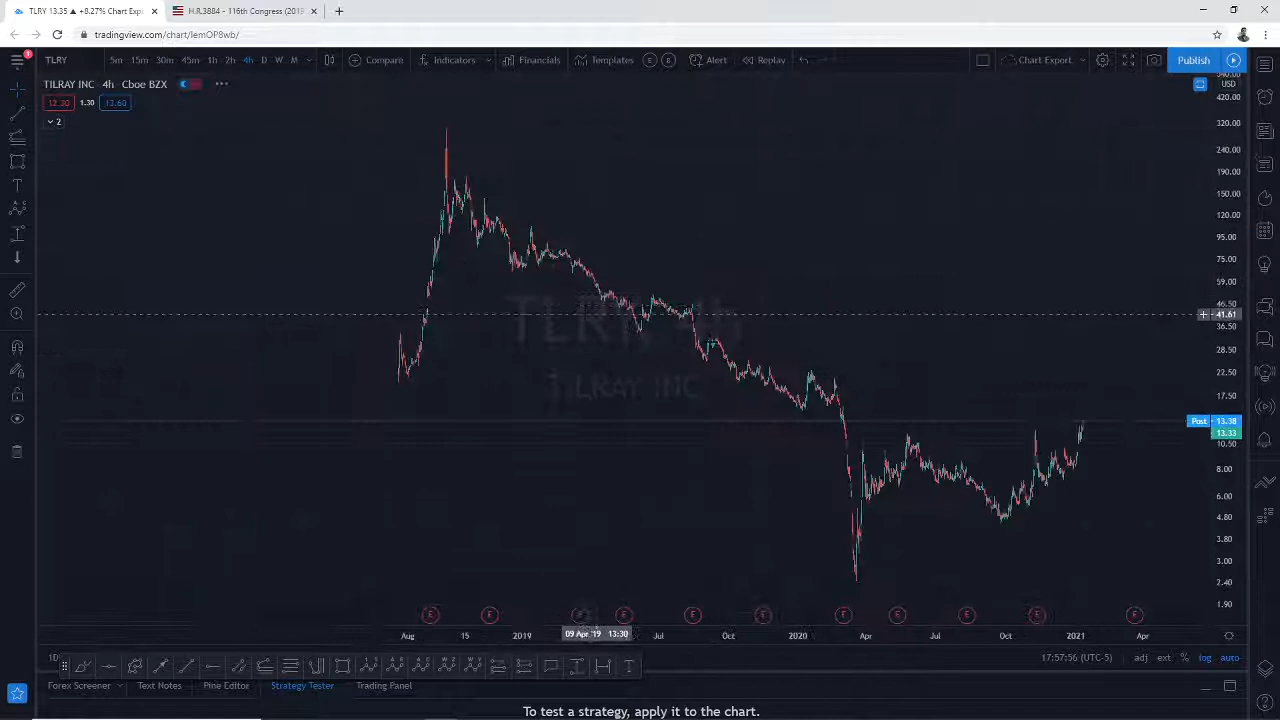 TLRY 13.35 ▲ +8.27% Chart Exp
H.R.3884 - 116th Congress (2019
tradingview.com/chart/lemOP8wb/
TLRY 5m 15m 30m 45m 1h 2h 4h D W M Compare Indicators Financials Templates Alert Replay Chart Export. Publish
TILRAY INC 4h Cboe BZX
12.30 1.30 13.60
2
USD
420.00
320.00
240.00
190.00
150.00
120.00
95.00
75.00
59.00
46.50
41.61
36.50
28.50
22.50
17.50
Post 13.38
13.33
10.50
8.00
6.00
4.80
3.80
3.00
2.40
1.90
TLRY, 4h
TILRAY INC
E E E E E E E E E E E
Aug 15 2019 09 Apr '19 13:30 Jul Oct 2020 Apr Jul Oct 2021 Apr
1D
17:57:56 (UTC-5) adj ext % log auto
Forex Screener Text Notes Pine Editor Strategy Tester Trading Panel
To test a strategy, apply it to the chart.